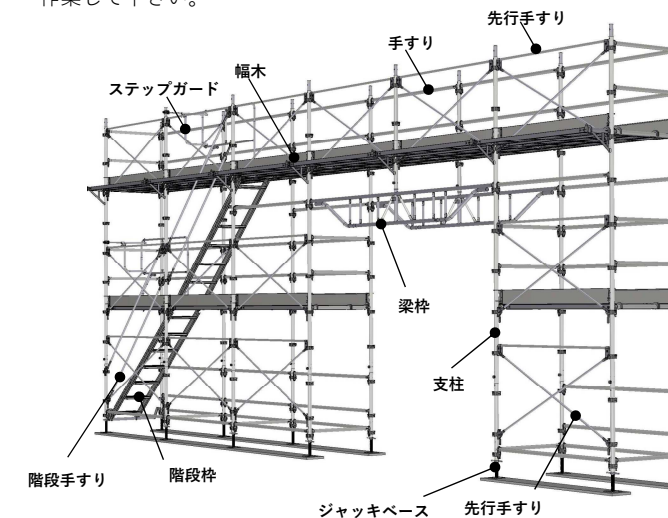 作業して下さい。
先行手すり
手すり
幅木
ステップガード
梁枠
支柱
階段手すり
階段枠
ジャッキベース
先行手すり